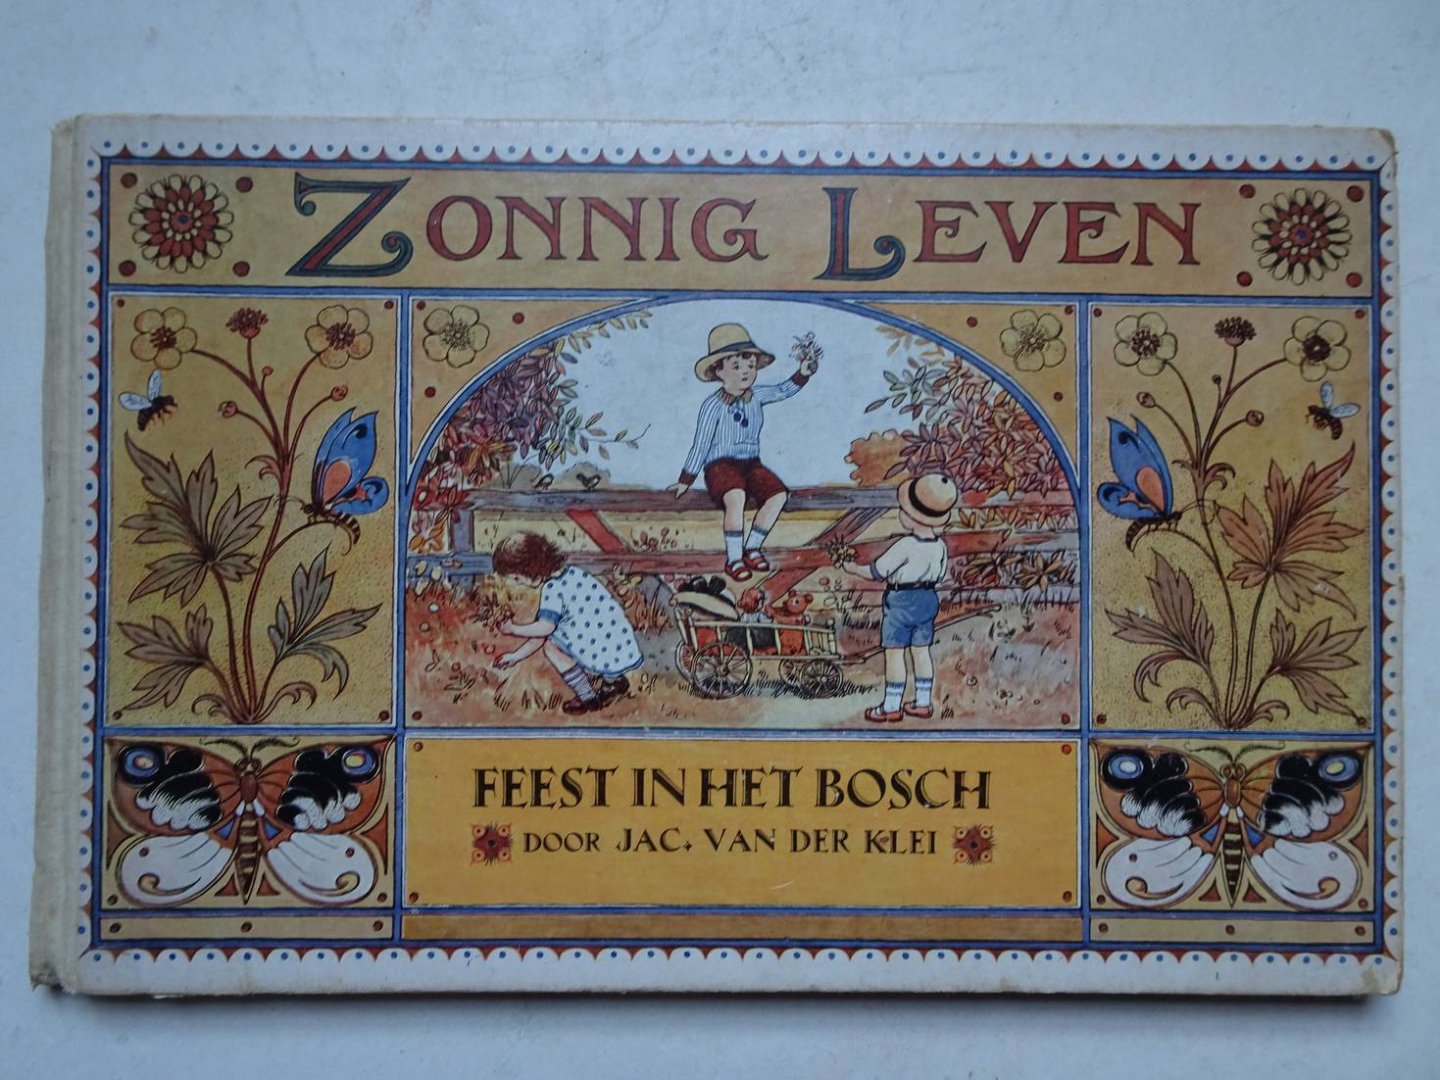 ZONNIG LEVEN
FEEST IN HET BOSCH
DOOR JAC. VAN DER KLEI